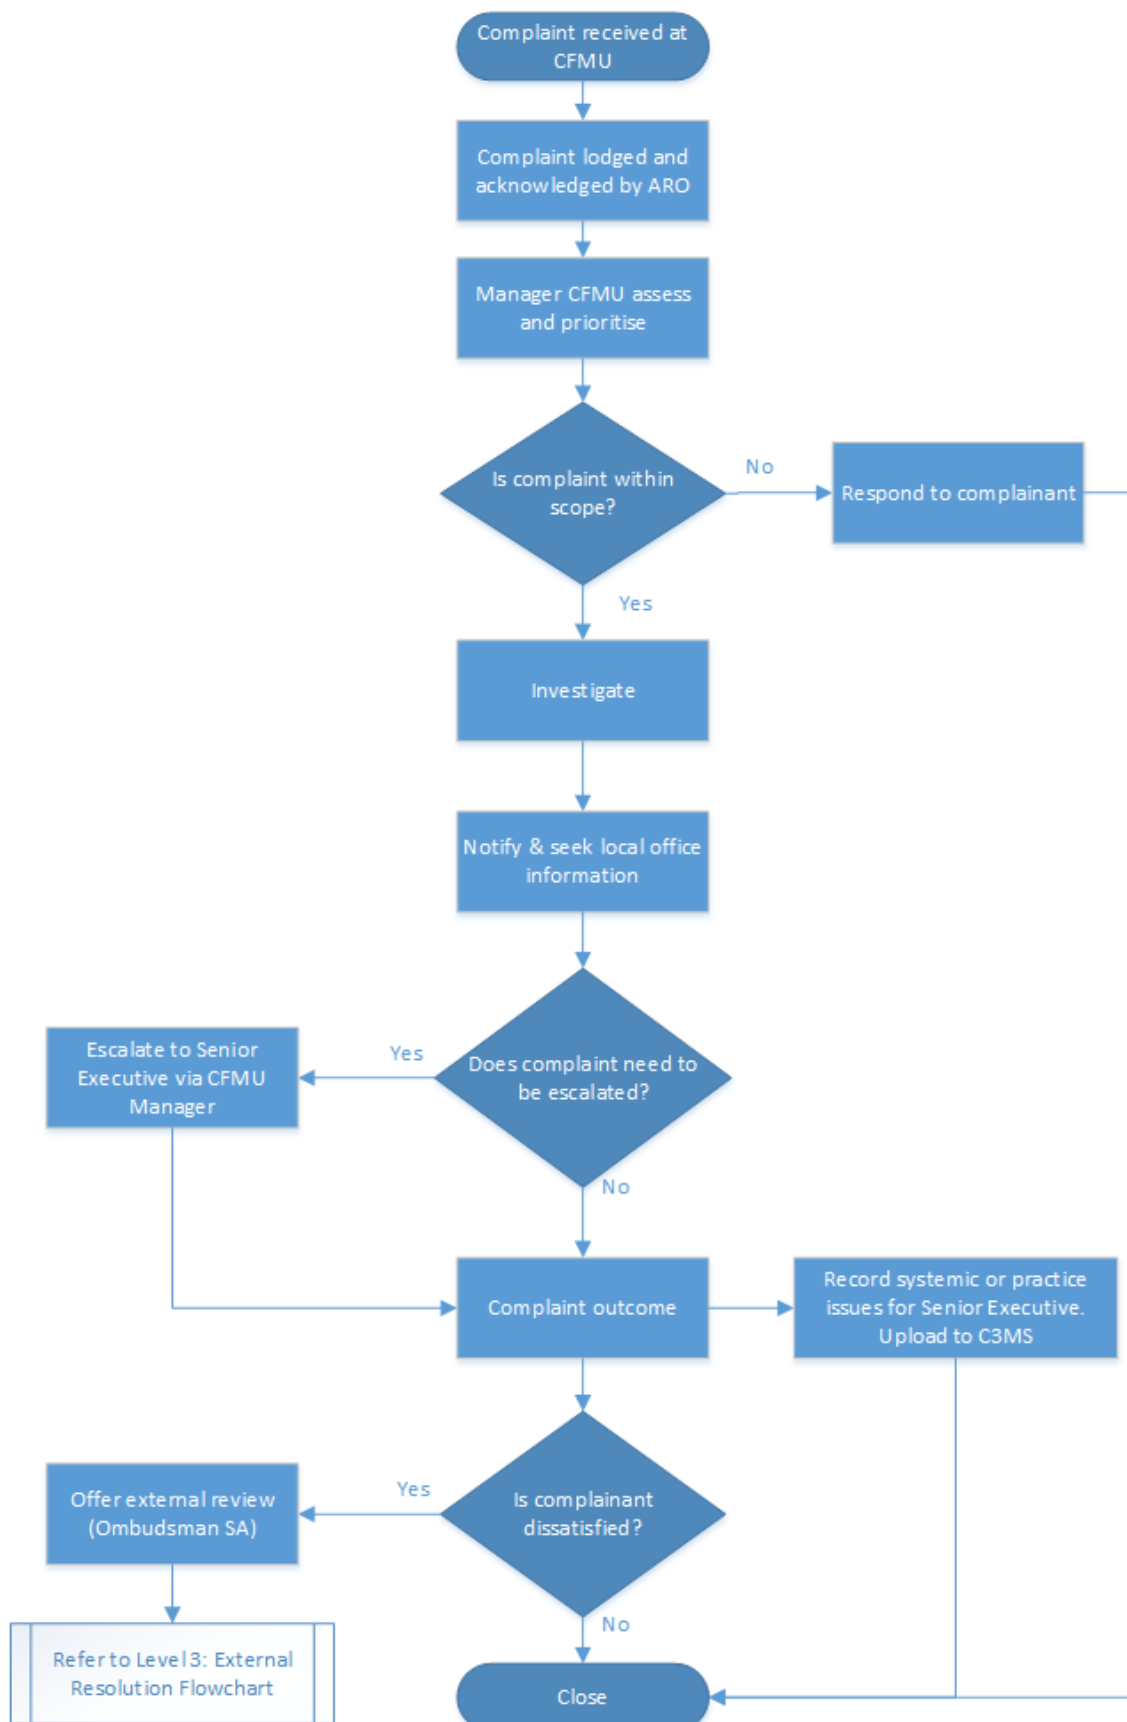 Complaint received at
CFMU
Complaint lodged and
acknowledged by ARO
Manager CFMU assess
and prioritise
Is complaint within
scope?
No
Respond to complainant
Yes
Investigate
Notify & seek local office
information
Does complaint need to
be escalated?
Yes
Escalate to Senior
Executive via CFMU
Manager
No
Complaint outcome
Record systemic or practice
issues for Senior Executive.
Upload to C3MS
Is complainant
dissatisfied?
Yes
Offer external review
(Ombudsman SA)
Refer to Level 3: External
Resolution Flowchart
No
Close